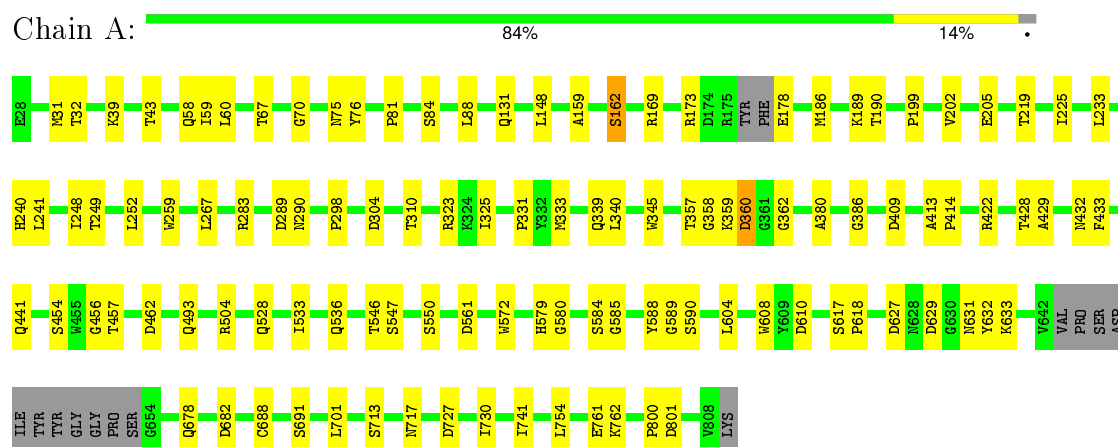 Chain A:
84% 14% •
E28 M31 T32 K39 T43 Q58 I59 L60 T67 G70 N75 Y76 P81 S84 L88 Q131 L148 A159 S162 R169 R173 D174 R175 TYR PHE E178 M186 K189 T190 P199 V202 E205 T219 I225 L233
H240 L241 I248 T249 L252 W259 L267 R283 D289 N290 P298 D304 T310 R323 K324 I325 P331 Y332 M333 Q339 L340 W345 T357 G358 K359 D360 G361 G362 A380 G386 D409 A413 P414 R422 T428 A429 N432 F433
Q441 S454 W455 G456 T457 D462 Q493 R504 Q528 I533 Q536 T546 S547 S550 D561 W572 H579 G580 S584 G585 Y588 G589 S590 L604 W608 Y609 D610 S617 P618 D627 N628 D629 G630 N631 Y632 K633 V642 VAL PRO SER ASP
ILE TYR TYR GLY GLY PRO SER G654 Q678 D682 C688 S691 L701 S713 N717 D727 I730 I741 L754 E761 K762 P800 D801 V808 LYS